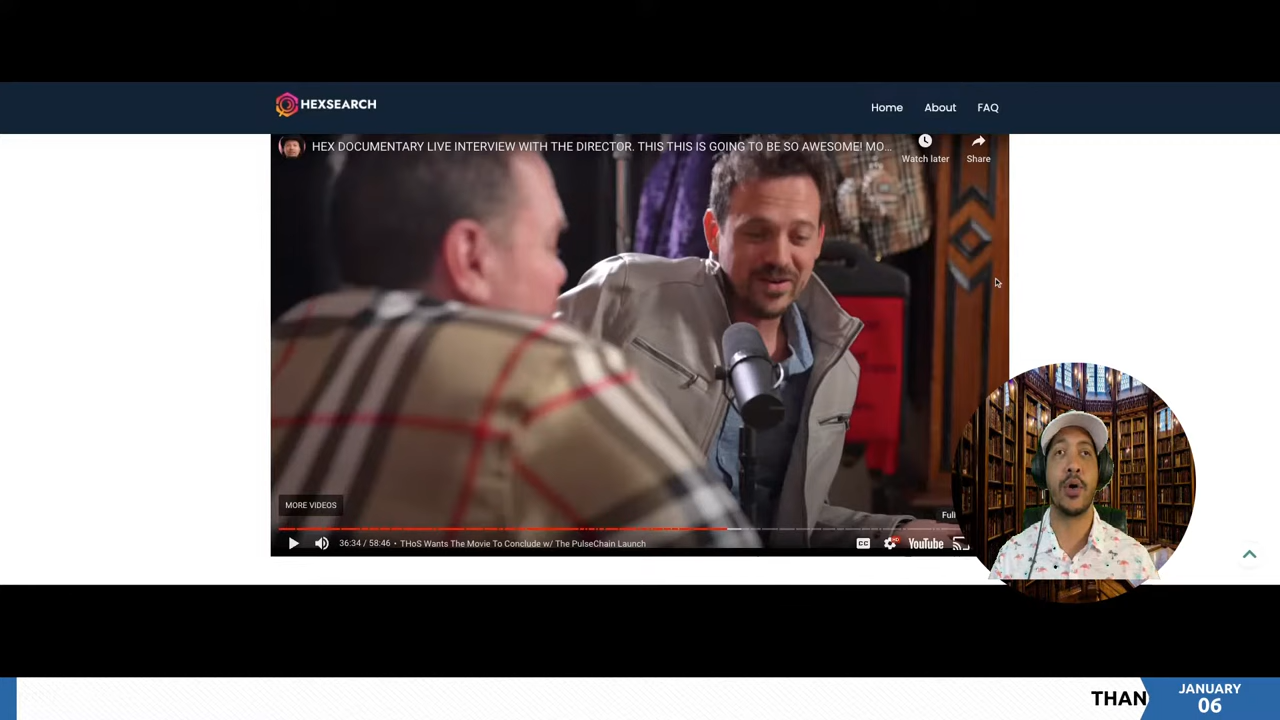 HEXSEARCH
Home About FAQ
HEX DOCUMENTARY LIVE INTERVIEW WITH THE DIRECTOR. THIS THIS IS GOING TO BE SO AWESOME! MO...
Watch later Share
MORE VIDEOS
Full
36:34 / 58:46 • THoS Wants The Movie To Conclude w/ The PulseChain Launch
CC HD YouTube
THAN
JANUARY
06